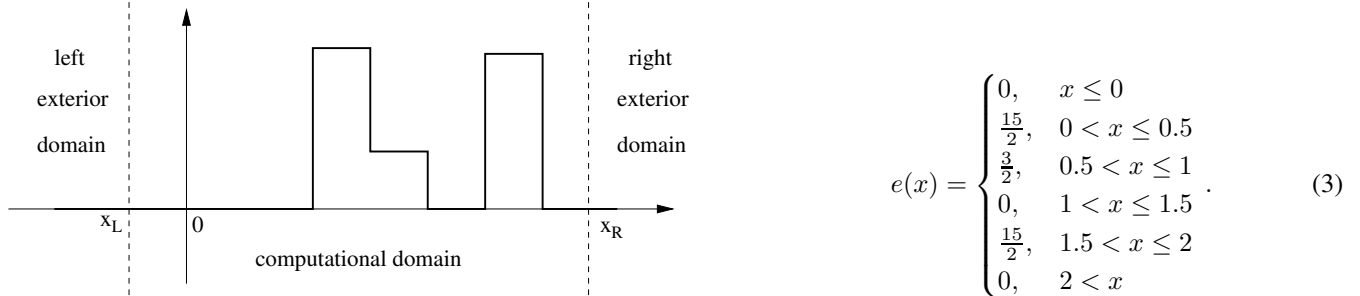 left
exterior
domain
right
exterior
domain
x_L
0
x_R
computational domain
e(x) = { 0, x ≤ 0
15/2, 0 < x ≤ 0.5
3/2, 0.5 < x ≤ 1
0, 1 < x ≤ 1.5
15/2, 1.5 < x ≤ 2
0, 2 < x . (3)